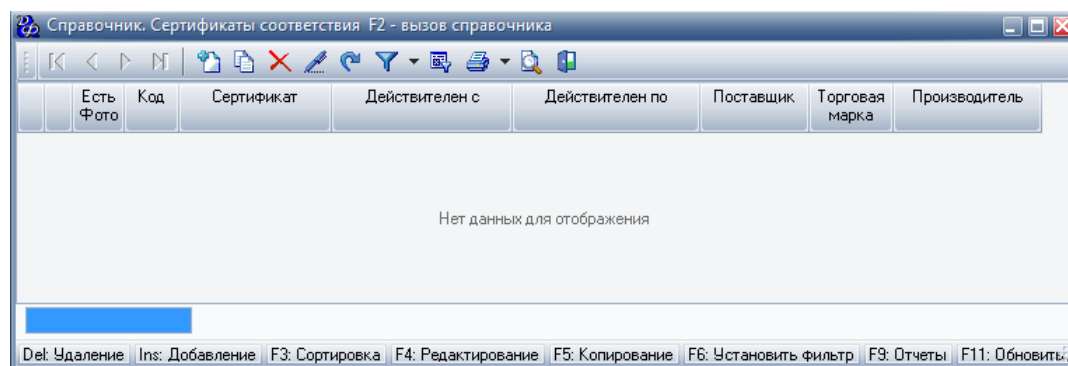 Справочник. Сертификаты соответствия F2 - вызов справочника
Есть Фото Код Сертификат Действителен с Действителен по Поставщик Торговая марка Производитель
Нет данных для отображения
Del: Удаление Ins: Добавление F3: Сортировка F4: Редактирование F5: Копирование F6: Установить фильтр F9: Отчеты F11: Обновить